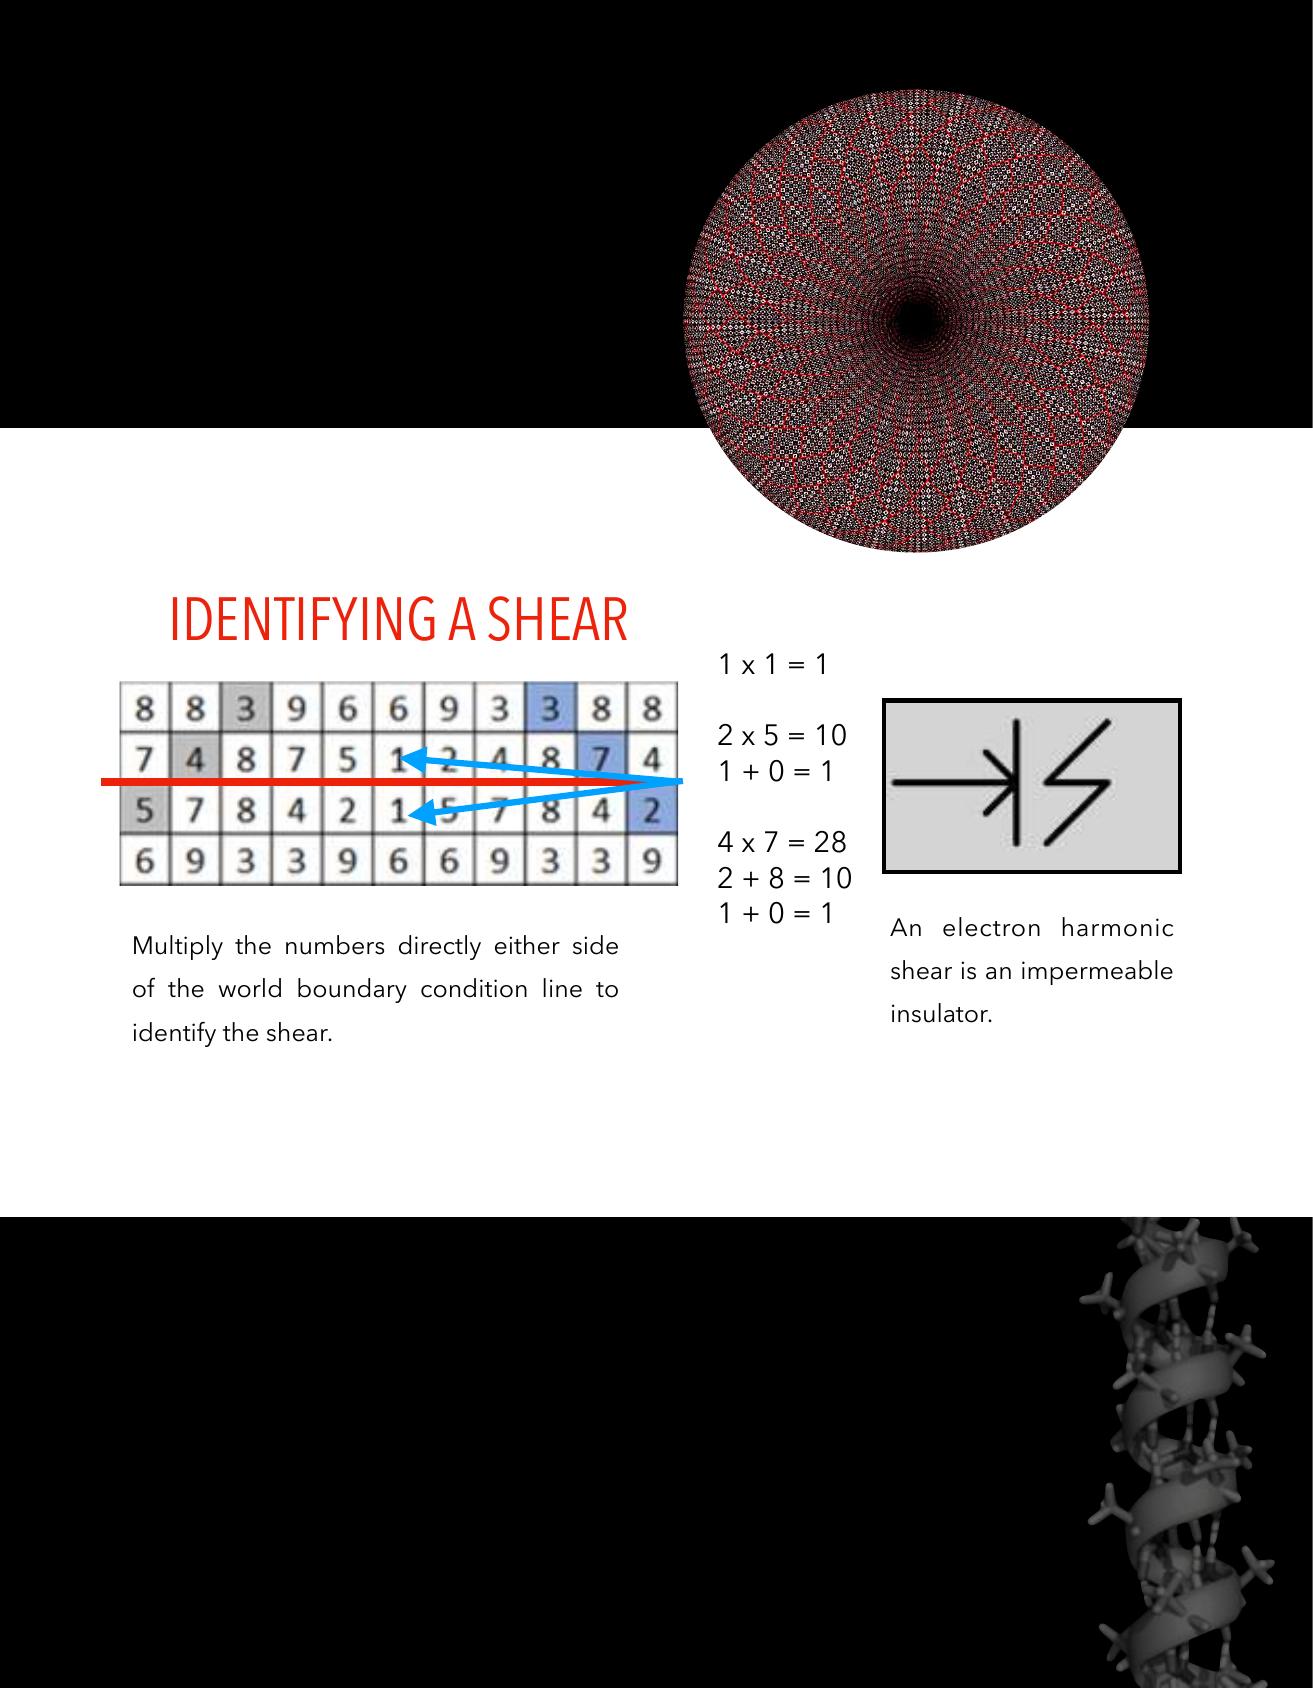 IDENTIFYING A SHEAR
8 8 3 9 6 6 9 3 3 8 8
7 4 8 7 5 1 2 4 8 7 4
5 7 8 4 2 1 5 7 8 4 2
6 9 3 3 9 6 6 9 3 3 9
Multiply the numbers directly either side
of the world boundary condition line to
identify the shear.
1 x 1 = 1
2 x 5 = 10
1 + 0 = 1
4 x 7 = 28
2 + 8 = 10
1 + 0 = 1
An electron harmonic
shear is an impermeable
insulator.